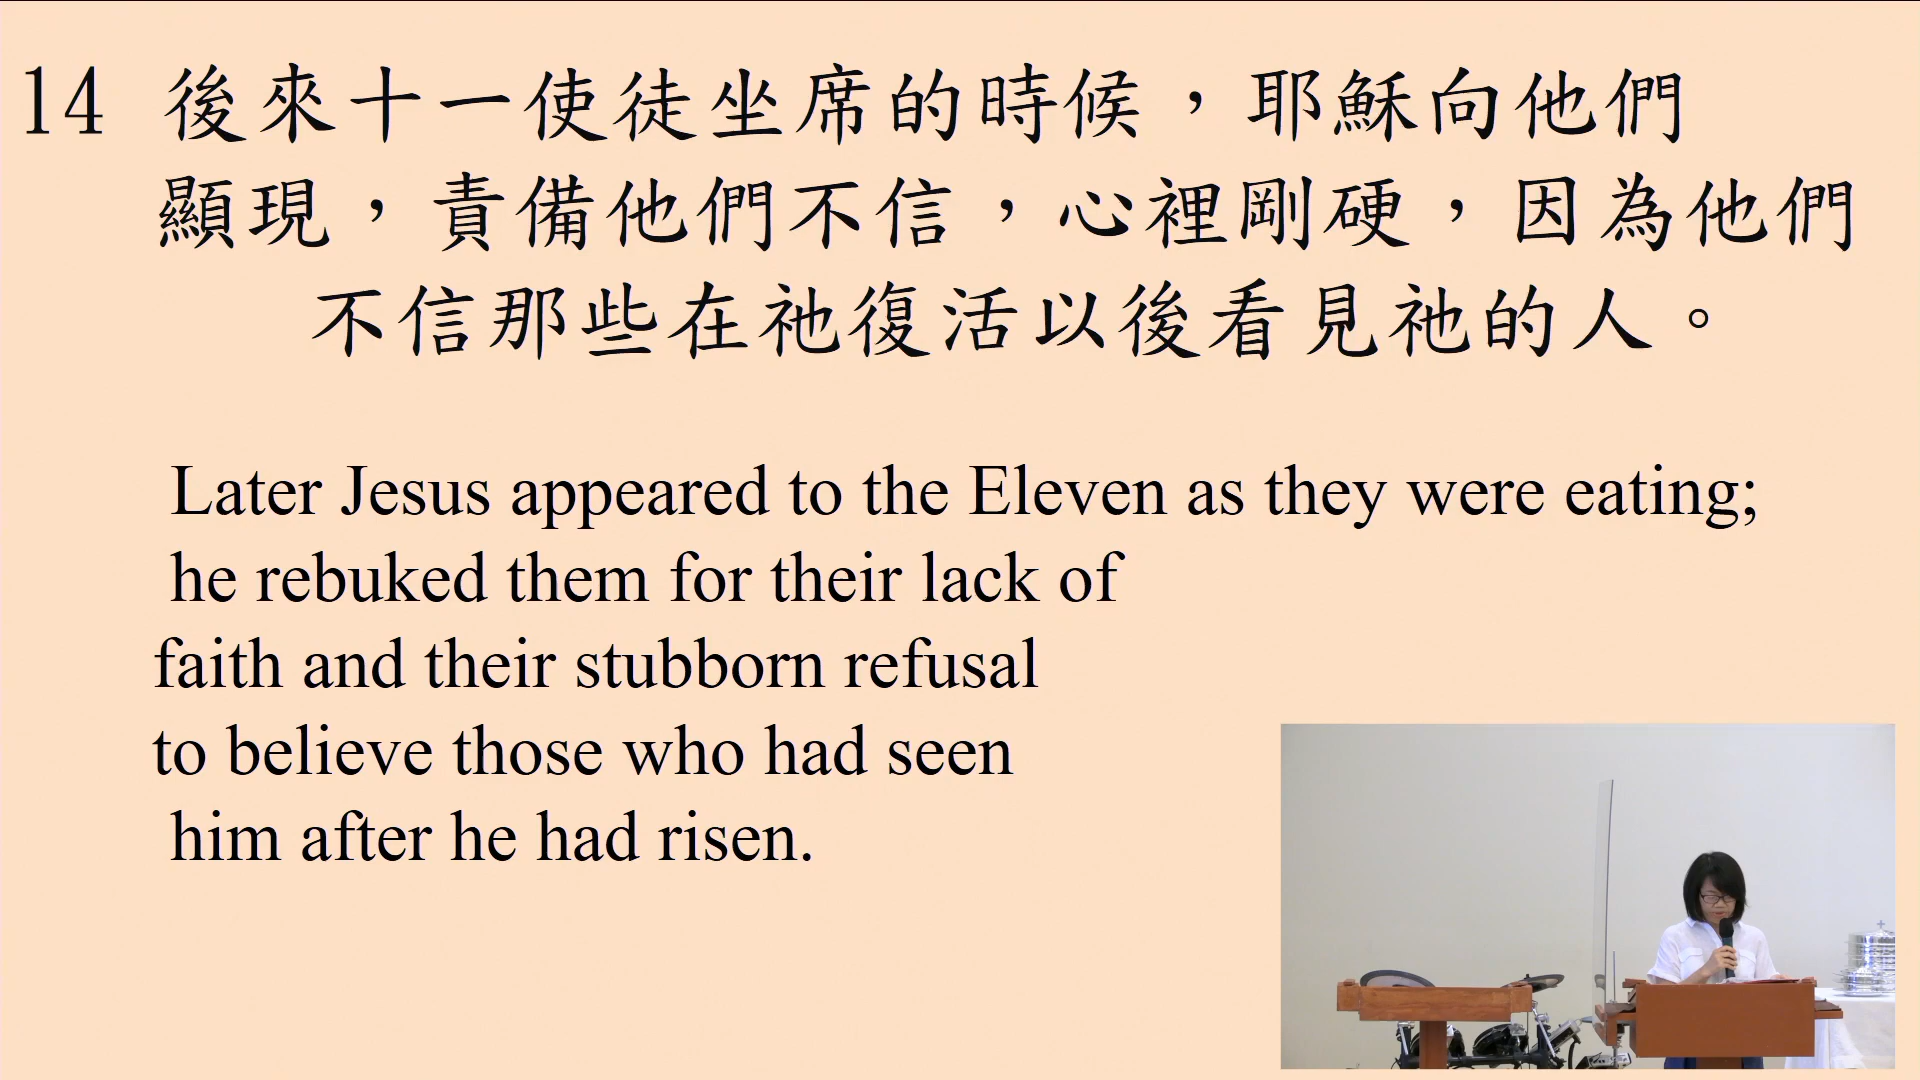 14 後來十一使徒坐席的時候，耶穌向他們
顯現，責備他們不信，心裡剛硬，因為他們
不信那些在祂復活以後看見祂的人。
Later Jesus appeared to the Eleven as they were eating;
he rebuked them for their lack of
faith and their stubborn refusal
to believe those who had seen
him after he had risen.